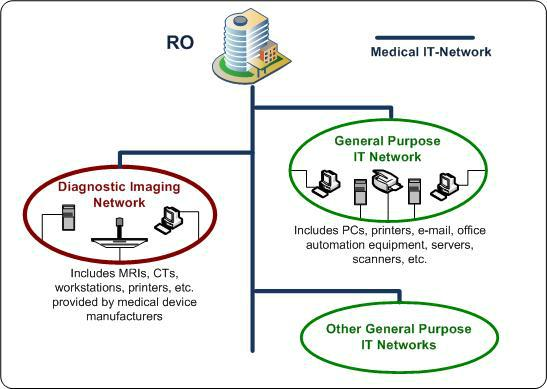 RO
Medical IT-Network
General Purpose
IT Network
Includes PCs, printers, e-mail, office
automation equipment, servers,
scanners, etc.
Diagnostic Imaging
Network
Includes MRIs, CTs,
workstations, printers, etc.
provided by medical device
manufacturers
Other General Purpose
IT Networks